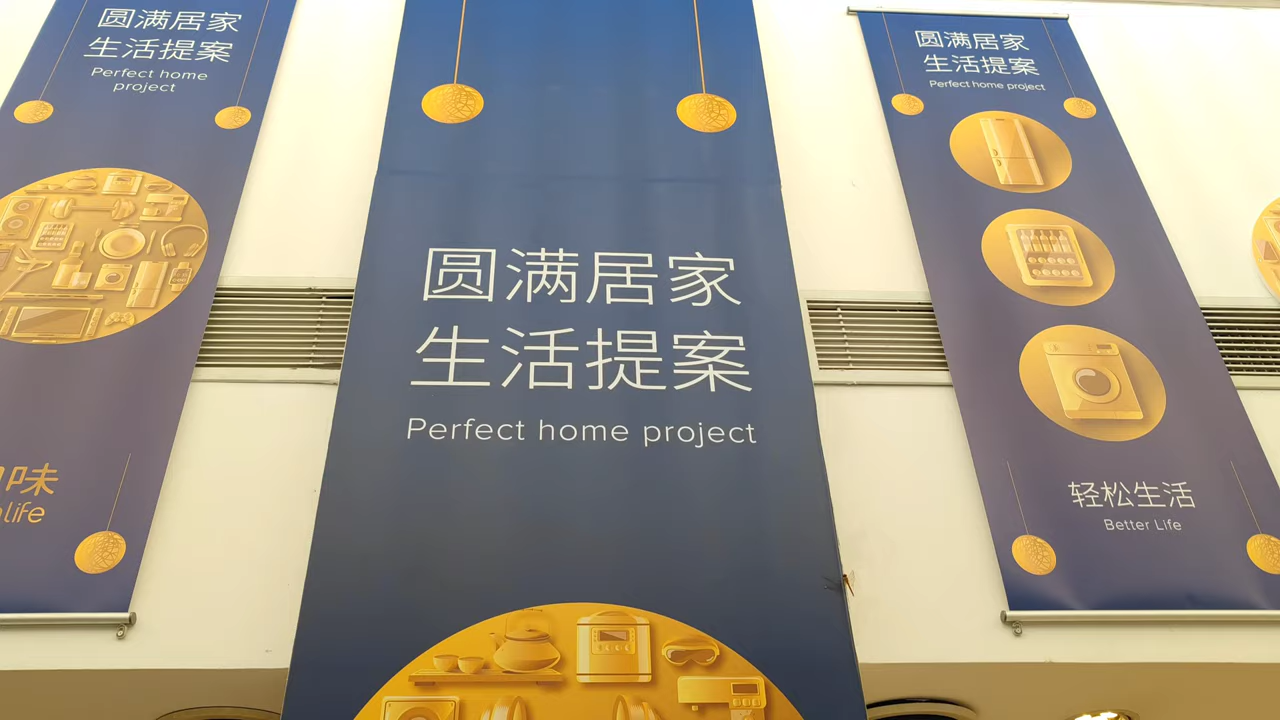 圆满居家
生活提案
Perfect home
project
味
life
圆满居家
生活提案
Perfect home project
圆满居家
生活提案
Perfect home project
轻松生活
Better Life